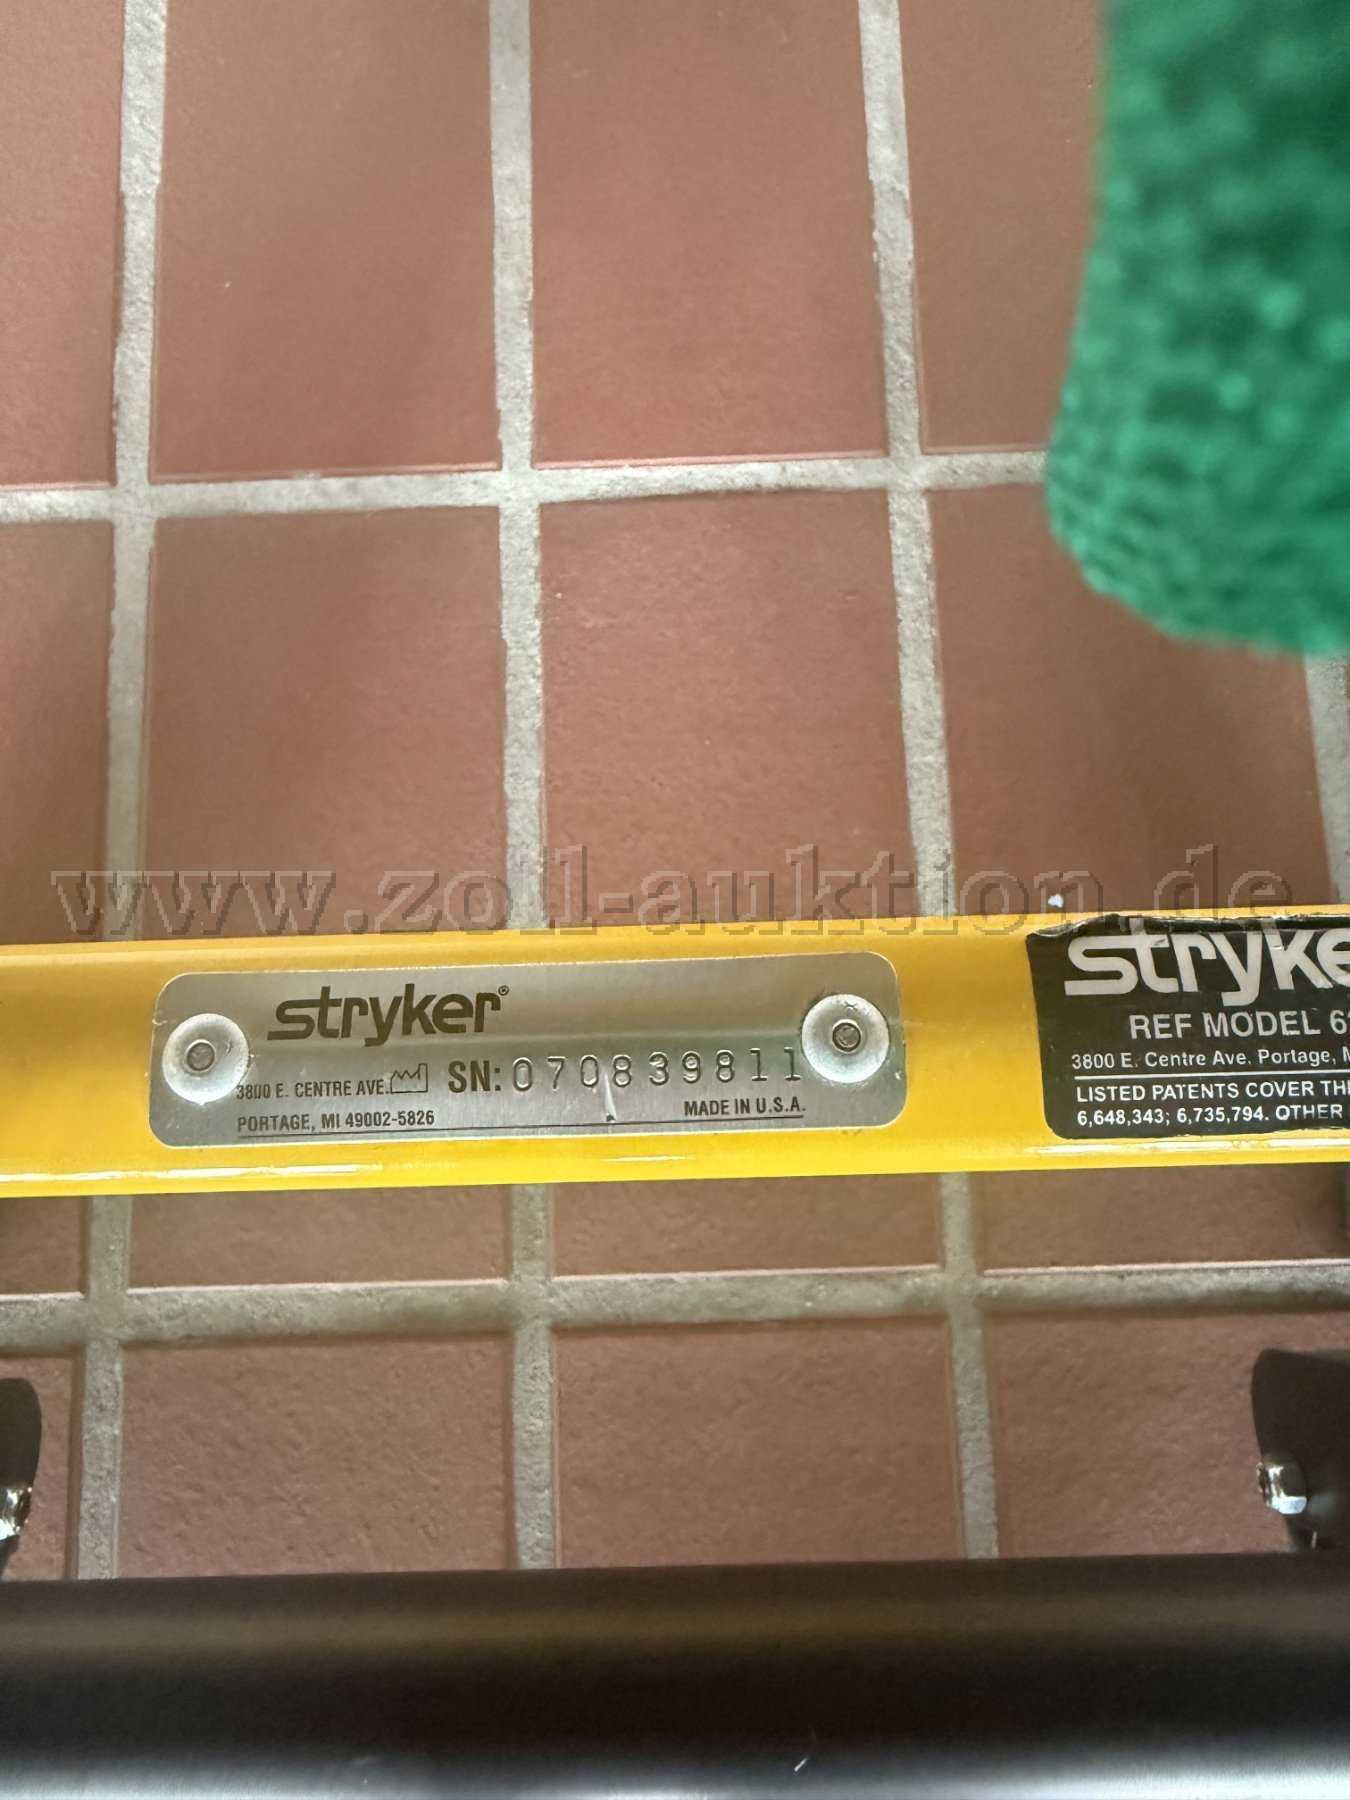 www.zoll-auktion.de
stryker®
3800 E. CENTRE AVE. SN: 070839811
PORTAGE, MI 49002-5826 MADE IN U.S.A.
stryke
REF MODEL 6
3800 E. Centre Ave. Portage, M
LISTED PATENTS COVER TH
6,648,343; 6,735,794. OTHER